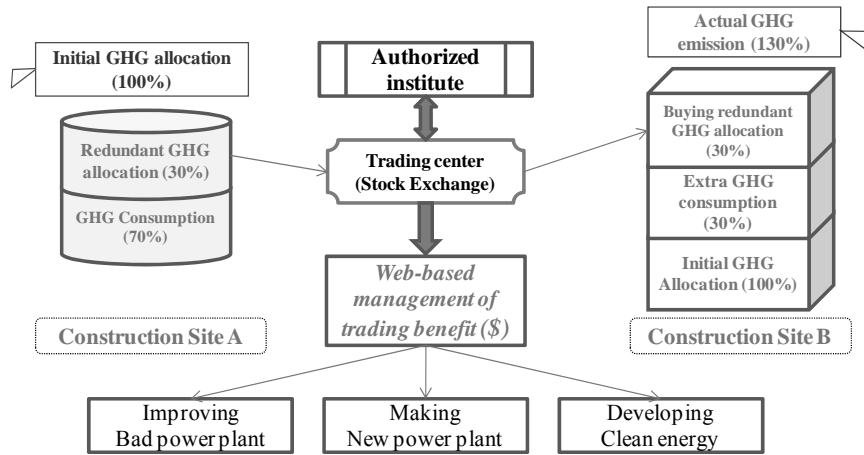 Initial GHG allocation
(100%)
Redundant GHG
allocation (30%)
GHG Consumption
(70%)
Construction Site A
Authorized
institute
Trading center
(Stock Exchange)
Web-based
management of
trading benefit ($)
Actual GHG
emission (130%)
Buying redundant
GHG allocation
(30%)
Extra GHG
consumption
(30%)
Initial GHG
Allocation (100%)
Construction Site B
Improving
Bad power plant
Making
New power plant
Developing
Clean energy